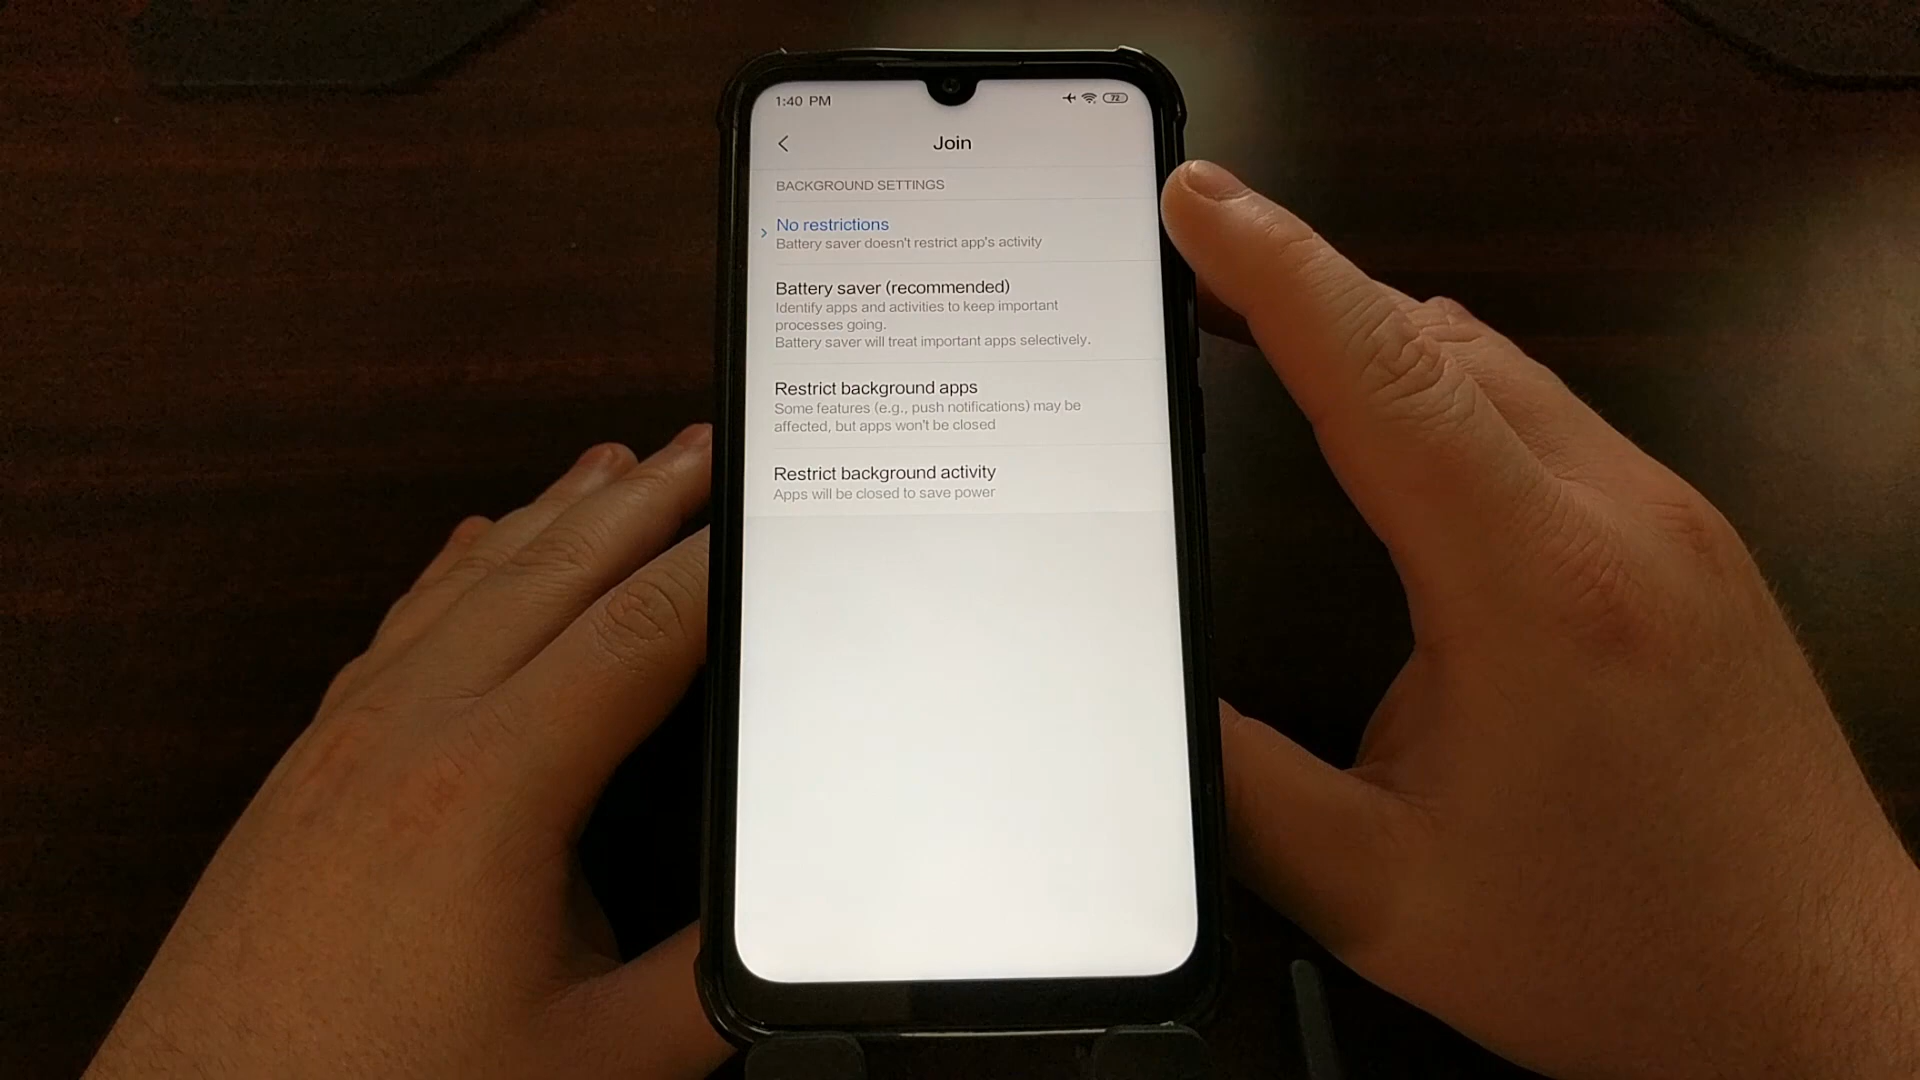 1:40 PM
72
Join
BACKGROUND SETTINGS
No restrictions
Battery saver doesn't restrict app's activity
Battery saver (recommended)
Identify apps and activities to keep important
processes going.
Battery saver will treat important apps selectively.
Restrict background apps
Some features (e.g., push notifications) may be
affected, but apps won't be closed
Restrict background activity
Apps will be closed to save power